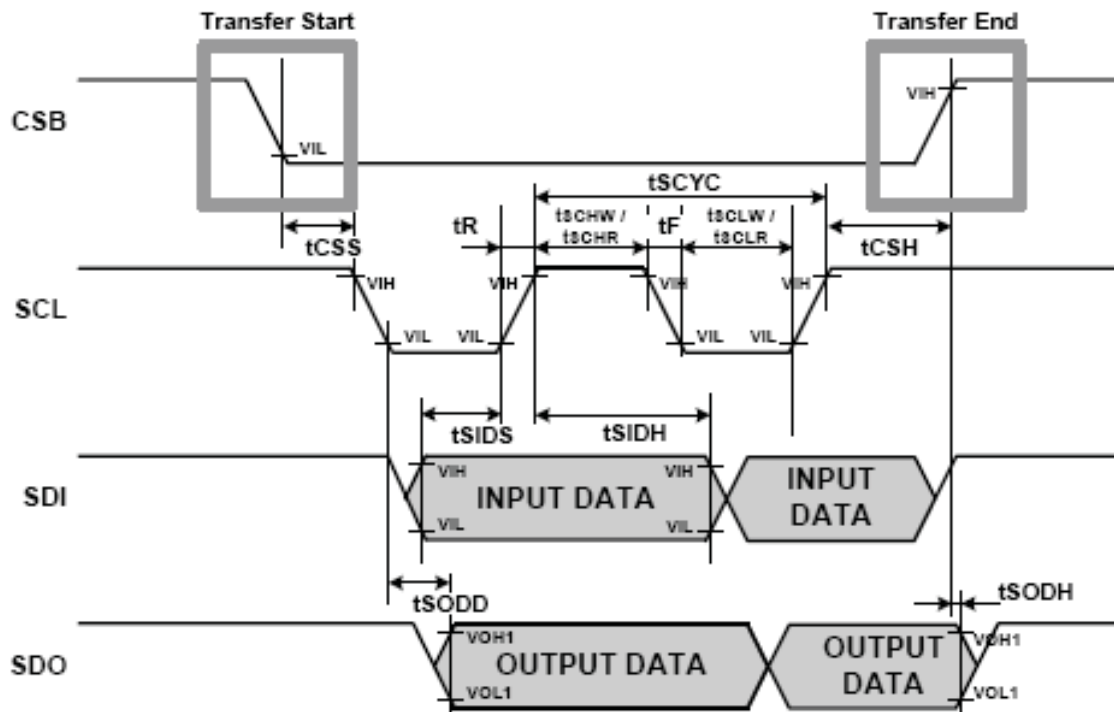 Transfer Start
Transfer End
CSB
VIL
VIH
tSCYC
tCSS
tR
tSCHW /
tSCHR
tF
tSCLW /
tSCLR
tCSH
SCL
VIH
VIH
VIH
VIH
VIL
VIL
VIL
VIL
tSIDS
tSIDH
SDI
VIH
VIH
INPUT DATA
INPUT
DATA
VIL
VIL
tSODD
tSODH
SDO
VOH1
OUTPUT DATA
OUTPUT
DATA
VOH1
VOL1
VOL1